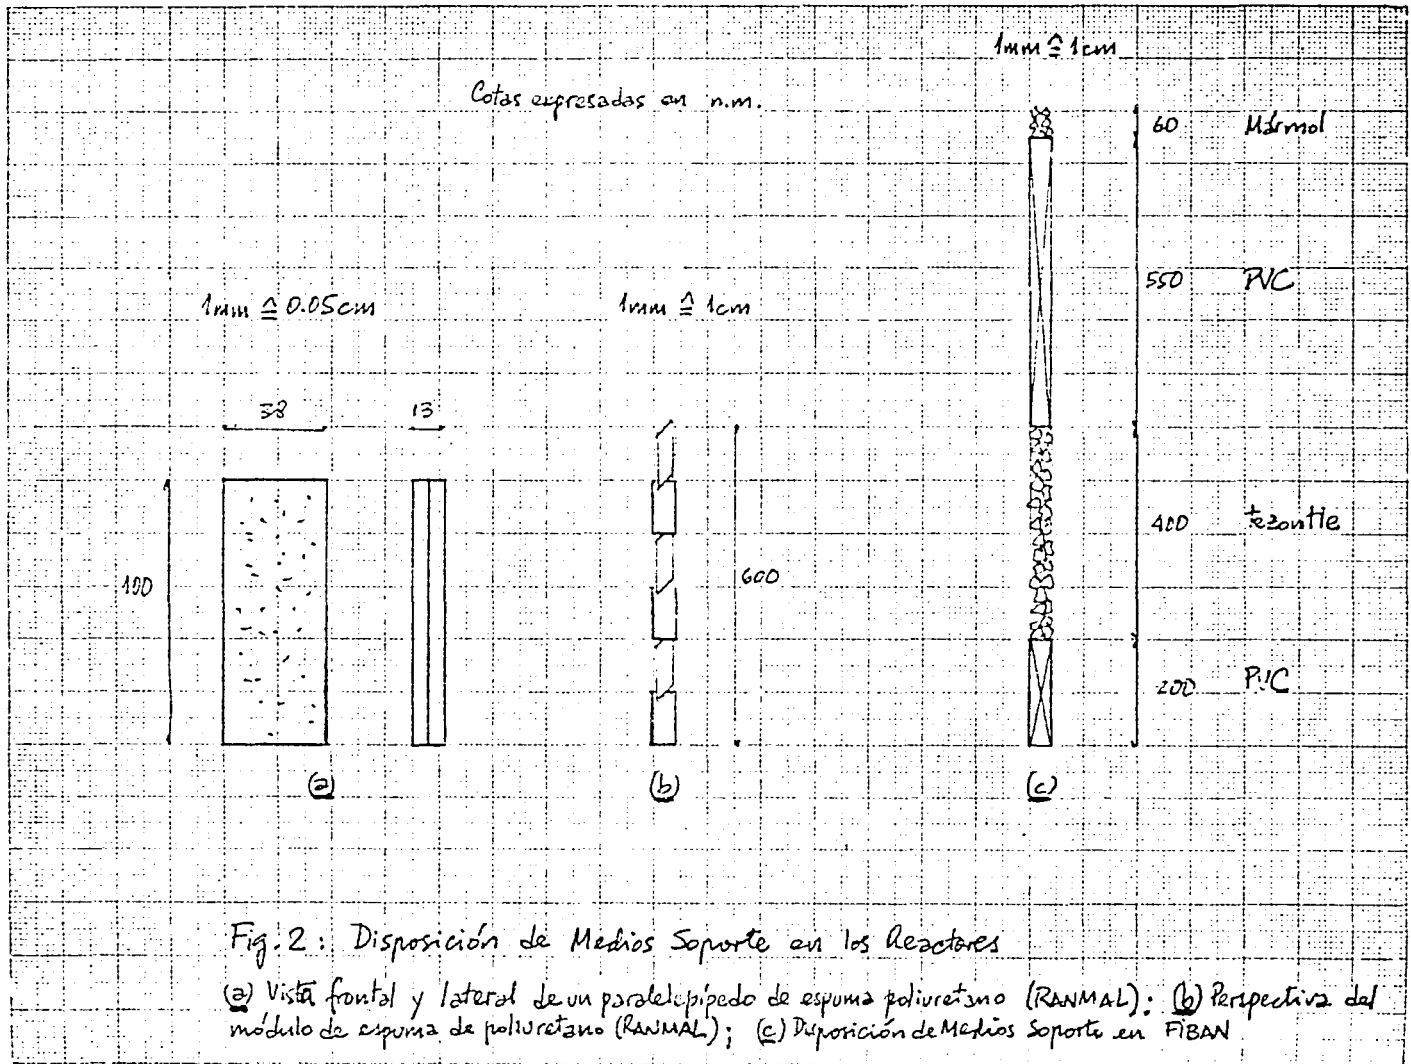 1mm ≙ 1cm
Cotas expresadas en m.m.
60 Mármol
550 PVC
1mm ≙ 0.05cm
1mm ≙ 1cm
38
13
400 tezontle
100
600
200 PVC
(a)
(b)
(c)
Fig. 2: Disposición de Medios Soporte en los Reactores
(a) Vista frontal y lateral de un paralelepípedo de espuma poliuretano (RANMAL); (b) Perspectiva del
módulo de espuma de poliuretano (RANMAL); (c) Disposición de Medios Soporte en FIBAN